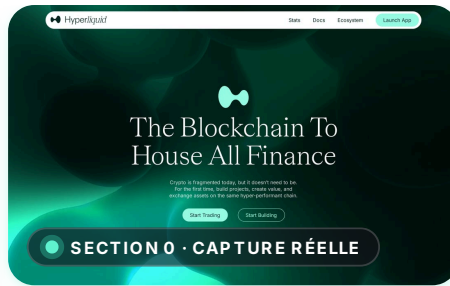 Hyperliquid
Stats Docs Ecosystem Launch App
The Blockchain To
House All Finance
Crypto is fragmented today, but it doesn't need to be.
For the first time, build projects, create value, and
exchange assets on the same hyper-performant chain.
Start Trading Start Building
SECTION 0 · CAPTURE RÉELLE